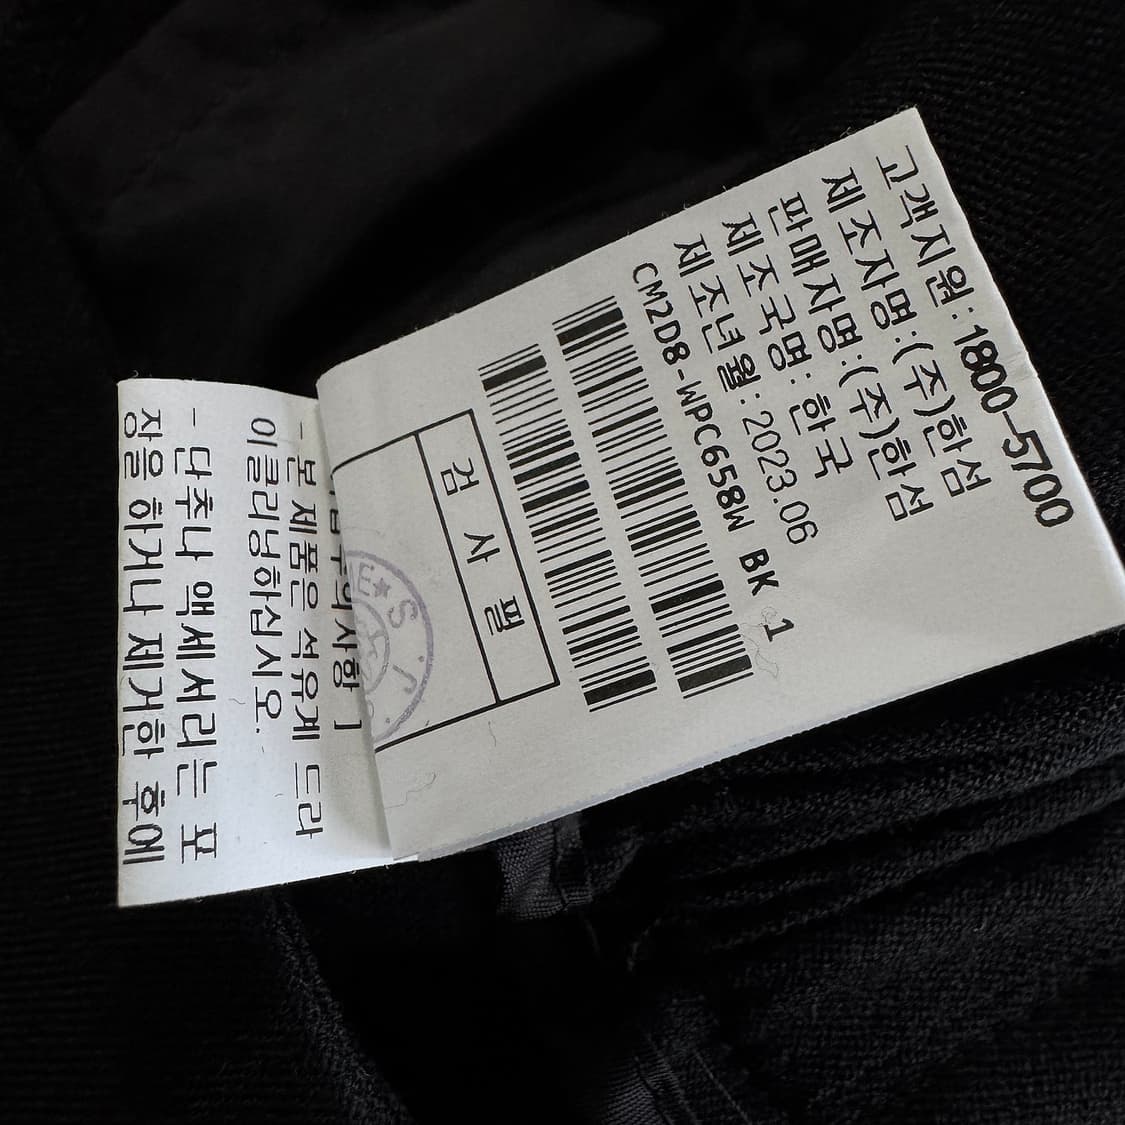 고객지원:1800-5700
제조자명:(주)한섬
판매자명:(주)한섬
제조국명:한국
제조년월:2023.06
CM2D8-WPC658W BK 1
검사필
E★S.T.
의사항 ]
- 본 제품은 석유계 드라
이클리닝하십시오.
- 단추나 액세서리는 포
장을 하거나 제거한 후에